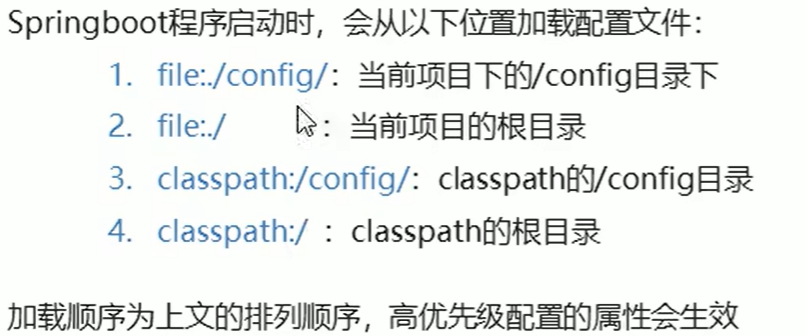 Springboot程序启动时，会从以下位置加载配置文件：
1. file:./config/：当前项目下的/config目录下
2. file:./ ：当前项目的根目录
3. classpath:/config/：classpath的/config目录
4. classpath:/ ：classpath的根目录
加载顺序为上文的排列顺序，高优先级配置的属性会生效